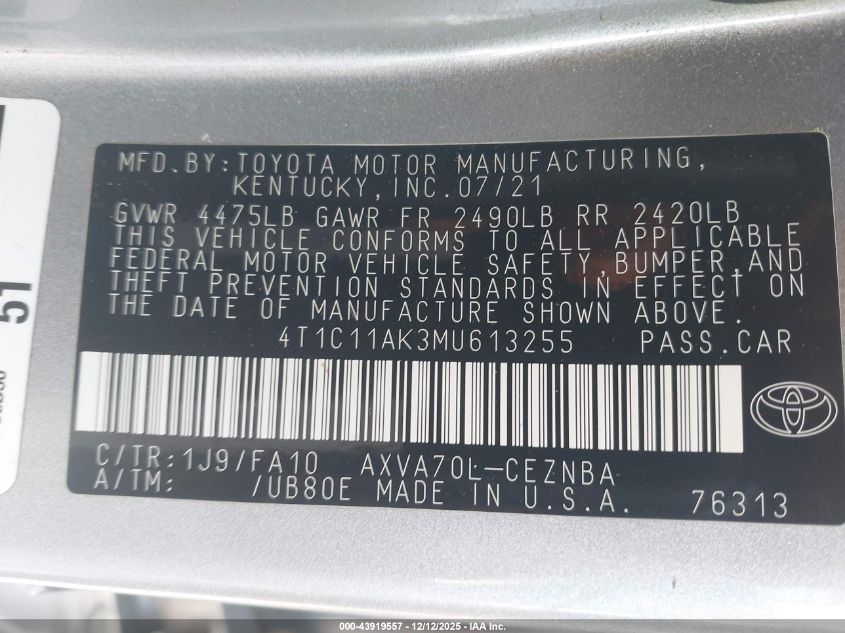 MFD.BY:TOYOTA MOTOR MANUFACTURING,
KENTUCKY,INC.07/21
GVWR 4475LB GAWR FR 2490LB RR 2420LB
THIS VEHICLE CONFORMS TO ALL APPLICABLE
FEDERAL MOTOR VEHICLE SAFETY,BUMPER,AND
THEFT PREVENTION STANDARDS IN EFFECT ON
THE DATE OF MANUFACTURE SHOWN ABOVE.
4T1C11AK3MU613255 PASS.CAR
C/TR:1J9/FA10 AXVA70L-CEZNBA
A/TM: /UB80E MADE IN U.S.A. 76313
51
000-43919557 - 12/12/2025 - IAA Inc.